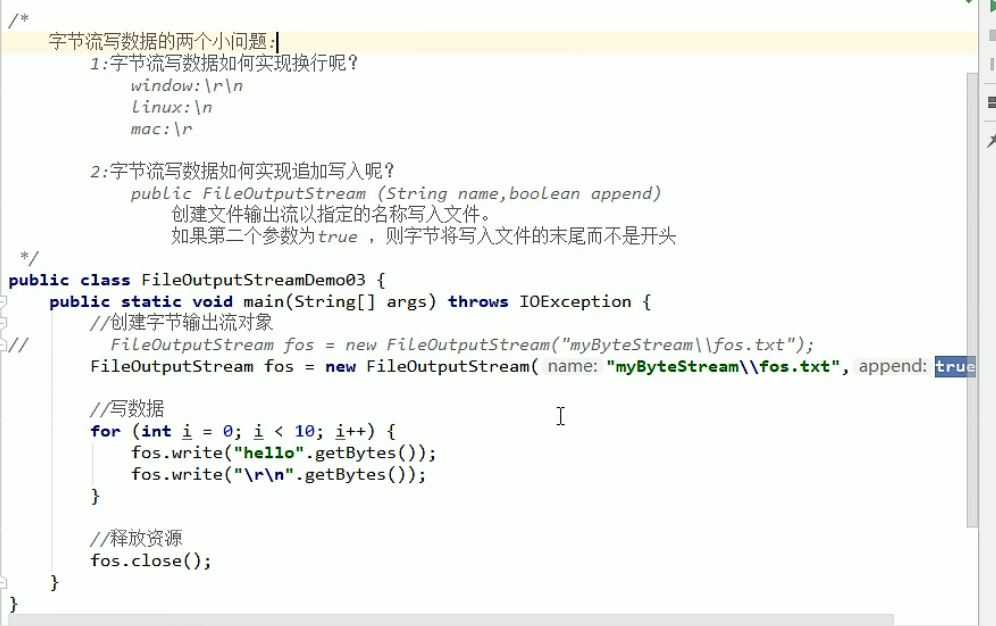 /*
字节流写数据的两个小问题:
1:字节流写数据如何实现换行呢?
window:\r\n
linux:\n
mac:\r
2:字节流写数据如何实现追加写入呢?
public FileOutputStream (String name,boolean append)
创建文件输出流以指定的名称写入文件。
如果第二个参数为true ，则字节将写入文件的末尾而不是开头
*/
public class FileOutputStreamDemo03 {
public static void main(String[] args) throws IOException {
//创建字节输出流对象
// FileOutputStream fos = new FileOutputStream("myByteStream\\fos.txt");
FileOutputStream fos = new FileOutputStream( name: "myByteStream\\fos.txt", append: true
//写数据
for (int i = 0; i < 10; i++) {
fos.write("hello".getBytes());
fos.write("\r\n".getBytes());
}
//释放资源
fos.close();
}
}